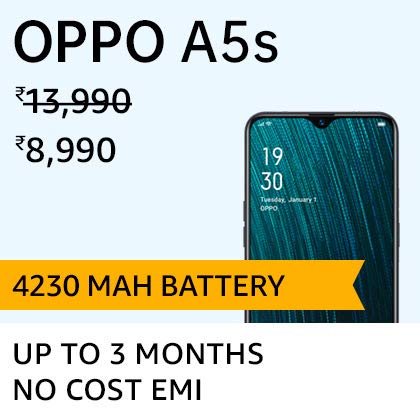 OPPO A5s
₹13,990
₹8,990
19
30
Tuesday, January 1
OPPO
4230 MAH BATTERY
UP TO 3 MONTHS
NO COST EMI